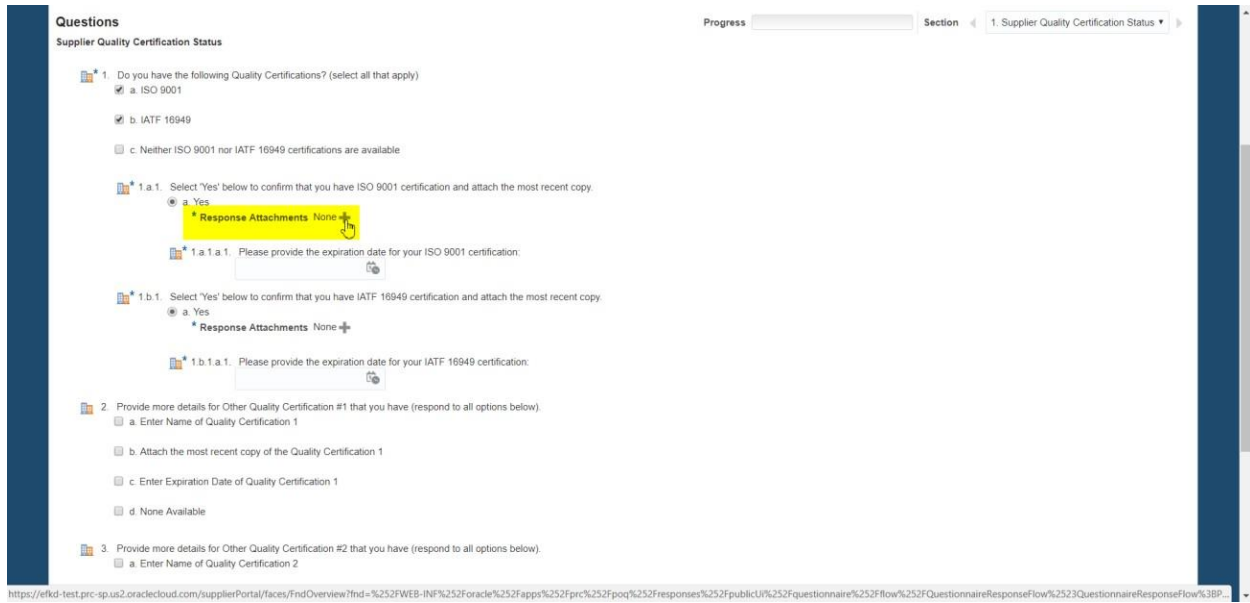 Questions
Progress
Section
1. Supplier Quality Certification Status
Supplier Quality Certification Status
* 1. Do you have the following Quality Certifications? (select all that apply)
a. ISO 9001
b. IATF 16949
c. Neither ISO 9001 nor IATF 16949 certifications are available
* 1.a.1. Select 'Yes' below to confirm that you have ISO 9001 certification and attach the most recent copy.
a. Yes
* Response Attachments None
* 1.a.1.a.1. Please provide the expiration date for your ISO 9001 certification:
* 1.b.1. Select 'Yes' below to confirm that you have IATF 16949 certification and attach the most recent copy.
a. Yes
* Response Attachments None
* 1.b.1.a.1. Please provide the expiration date for your IATF 16949 certification:
2. Provide more details for Other Quality Certification #1 that you have (respond to all options below).
a. Enter Name of Quality Certification 1
b. Attach the most recent copy of the Quality Certification 1
c. Enter Expiration Date of Quality Certification 1
d. None Available
3. Provide more details for Other Quality Certification #2 that you have (respond to all options below).
a. Enter Name of Quality Certification 2
https://efkd-test.prc-sp.us2.oraclecloud.com/supplierPortal/faces/FndOverview?fnd=%252FWEB-INF%252Foracle%252Fapps%252Fprc%252Fpoq%252Fresponses%252FpublicUi%252Fquestionnaire%252Fflow%252FQuestionnaireResponseFlow%2523QuestionnaireResponseFlow%3BP...